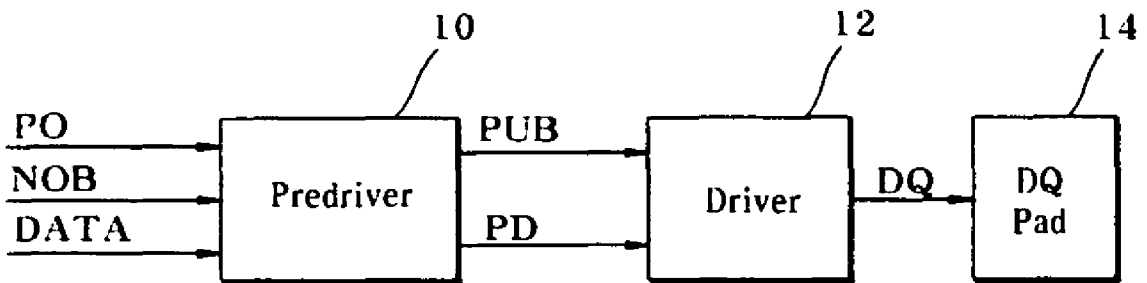 10
12
14
PO
NOB
DATA
Predriver
PUB
PD
Driver
DQ
DQ
Pad